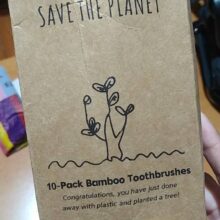 SAVE THE PLANET
10-Pack Bamboo Toothbrushes
Congratulations, you have just done
away with plastic and planted a tree!